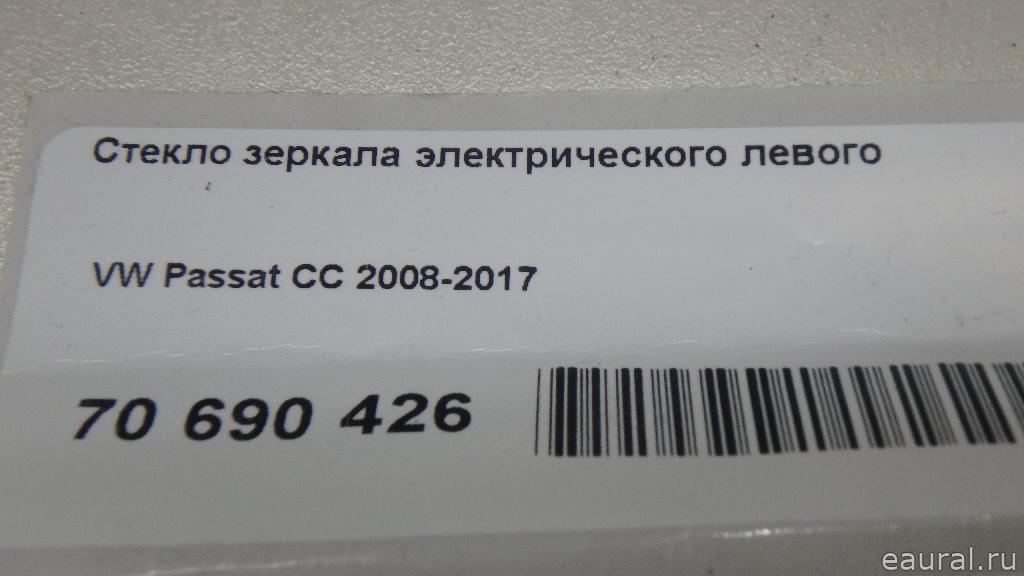 Стекло зеркала электрического левого
VW Passat CC 2008-2017
70 690 426
eaural.ru